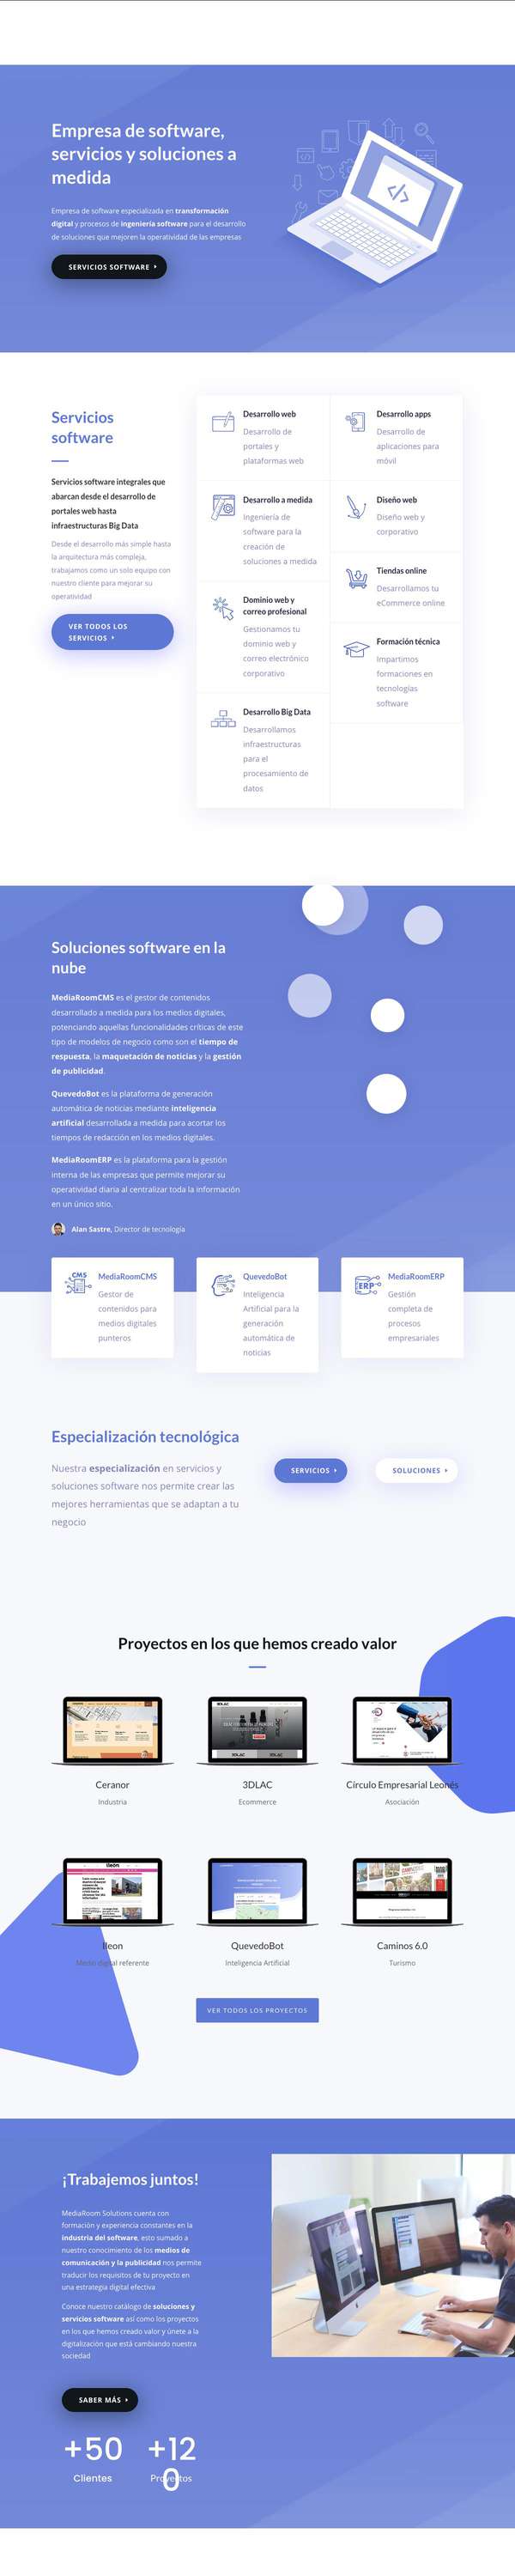 Empresa de software,
servicios y soluciones a
medida
Empresa de software especializada en transformación
digital y procesos de ingeniería software para el desarrollo
de soluciones que mejoren la operatividad de las empresas
SERVICIOS SOFTWARE
Servicios
software
Servicios software integrales que
abarcan desde el desarrollo de
portales web hasta
infraestructuras Big Data
Desde el desarrollo más simple hasta
la arquitectura más compleja,
trabajamos como un solo equipo con
nuestro cliente para mejorar su
operatividad
VER TODOS LOS
SERVICIOS
Desarrollo web
Desarrollo de
portales y
plataformas web
Desarrollo a medida
Ingeniería de
software para la
creación de
soluciones a medida
Dominio web y
correo profesional
Gestionamos tu
dominio web y
correo electrónico
corporativo
Desarrollo Big Data
Desarrollamos
infraestructuras
para el
procesamiento de
datos
Desarrollo apps
Desarrollo de
aplicaciones para
móvil
Diseño web
Diseño web y
corporativo
Tiendas online
Desarrollamos tu
eCommerce online
Formación técnica
Impartimos
formaciones en
tecnologías
software
Soluciones software en la
nube
MediaRoomCMS es el gestor de contenidos
desarrollado a medida para los medios digitales,
potenciando aquellas funcionalidades críticas de este
tipo de modelos de negocio como son el tiempo de
respuesta, la maquetación de noticias y la gestión
de publicidad.
QuevedoBot es la plataforma de generación
automática de noticias mediante inteligencia
artificial desarrollada a medida para acortar los
tiempos de redacción en los medios digitales.
MediaRoomERP es la plataforma para la gestión
interna de las empresas que permite mejorar su
operatividad diaria al centralizar toda la información
en un único sitio.
Alan Sastre, Director de tecnología
CMS
MediaRoomCMS
Gestor de
contenidos para
medios digitales
punteros
QuevedoBot
Inteligencia
Artificial para la
generación
automática de
noticias
ERP
MediaRoomERP
Gestión
completa de
procesos
empresariales
Especialización tecnológica
Nuestra especialización en servicios y
soluciones software nos permite crear las
mejores herramientas que se adaptan a tu
negocio
SERVICIOS
SOLUCIONES
Proyectos en los que hemos creado valor
3DLAC
3DLAC 3DLAC
Ceranor
Industria
3DLAC
Ecommerce
Círculo Empresarial Leonés
Asociación
ileon
Ileon
Medio digital referente
QuevedoBot
Inteligencia Artificial
Caminos 6.0
Turismo
VER TODOS LOS PROYECTOS
¡Trabajemos juntos!
MediaRoom Solutions cuenta con
formación y experiencia constantes en la
industria del software, esto sumado a
nuestro conocimiento de los medios de
comunicación y la publicidad nos permite
traducir los requisitos de tu proyecto en
una estrategia digital efectiva
Conoce nuestro catálogo de soluciones y
servicios software así como los proyectos
en los que hemos creado valor y únete a la
digitalización que está cambiando nuestra
sociedad
SABER MÁS
+50
Clientes
+120
Proyectos